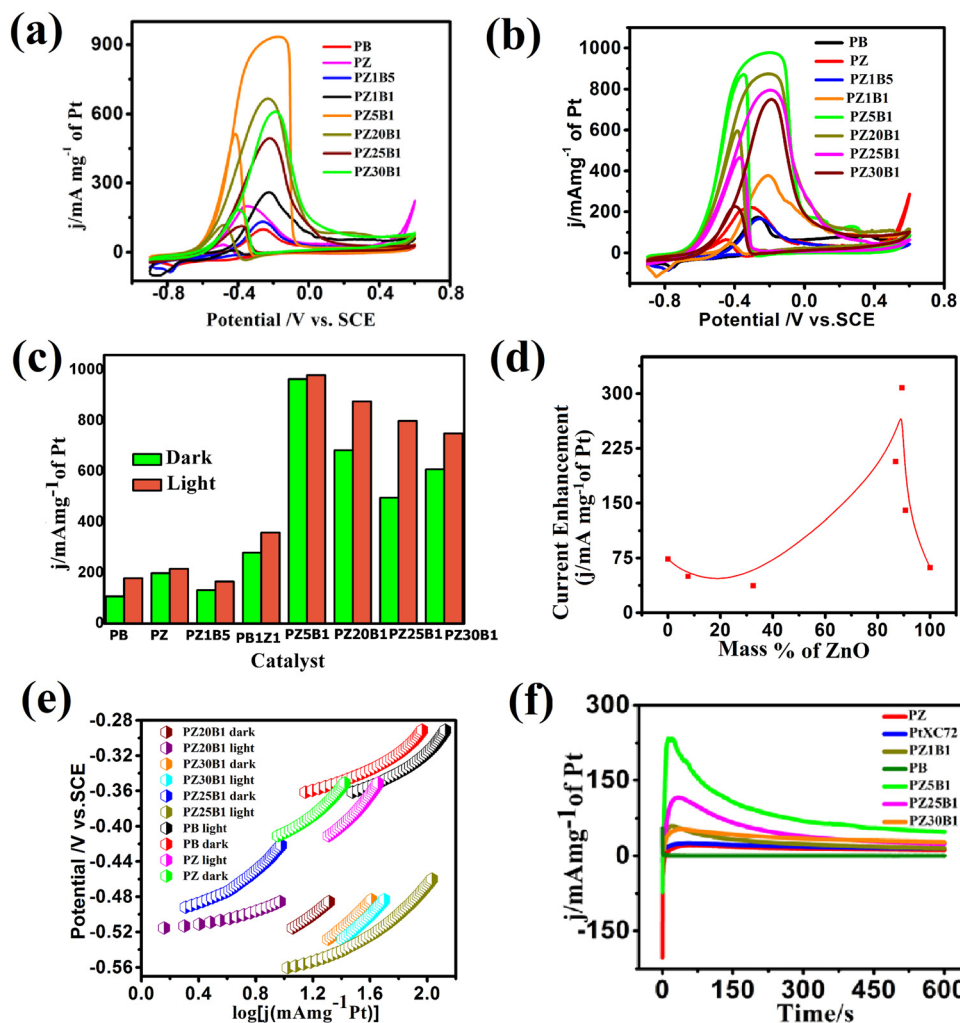 (a)
j/mA mg⁻¹ of Pt
900
600
300
0
-0.8
-0.4
0.0
0.4
0.8
Potential /V vs. SCE
PB
PZ
PZ1B5
PZ1B1
PZ5B1
PZ20B1
PZ25B1
PZ30B1
(b)
j/mAmg⁻¹ of Pt
1000
800
600
400
200
0
-0.8
-0.4
0.0
0.4
0.8
Potential /V vs.SCE
PB
PZ
PZ1B5
PZ1B1
PZ5B1
PZ20B1
PZ25B1
PZ30B1
(c)
j/mAmg⁻¹of Pt
1000
800
600
400
200
0
Dark
Light
PB
PZ
PZ1B5
PB1Z1
PZ5B1
PZ20B1
PZ25B1
PZ30B1
Catalyst
(d)
Current Enhancement
(j/mA mg⁻¹of Pt)
300
225
150
75
0
0
20
40
60
80
100
Mass % of ZnO
(e)
Potential /V vs.SCE
-0.28
-0.32
-0.36
-0.40
-0.44
-0.48
-0.52
-0.56
PZ20B1 dark
PZ20B1 light
PZ30B1 dark
PZ30B1 light
PZ25B1 dark
PZ25B1 light
PB light
PB dark
PZ light
PZ dark
0.0
0.4
0.8
1.2
1.6
2.0
log[j(mAmg⁻¹Pt)]
(f)
j/mAmg⁻¹of Pt
300
150
0
-150
PZ
PtXC72
PZ1B1
PB
PZ5B1
PZ25B1
PZ30B1
0
150
300
450
600
Time/s